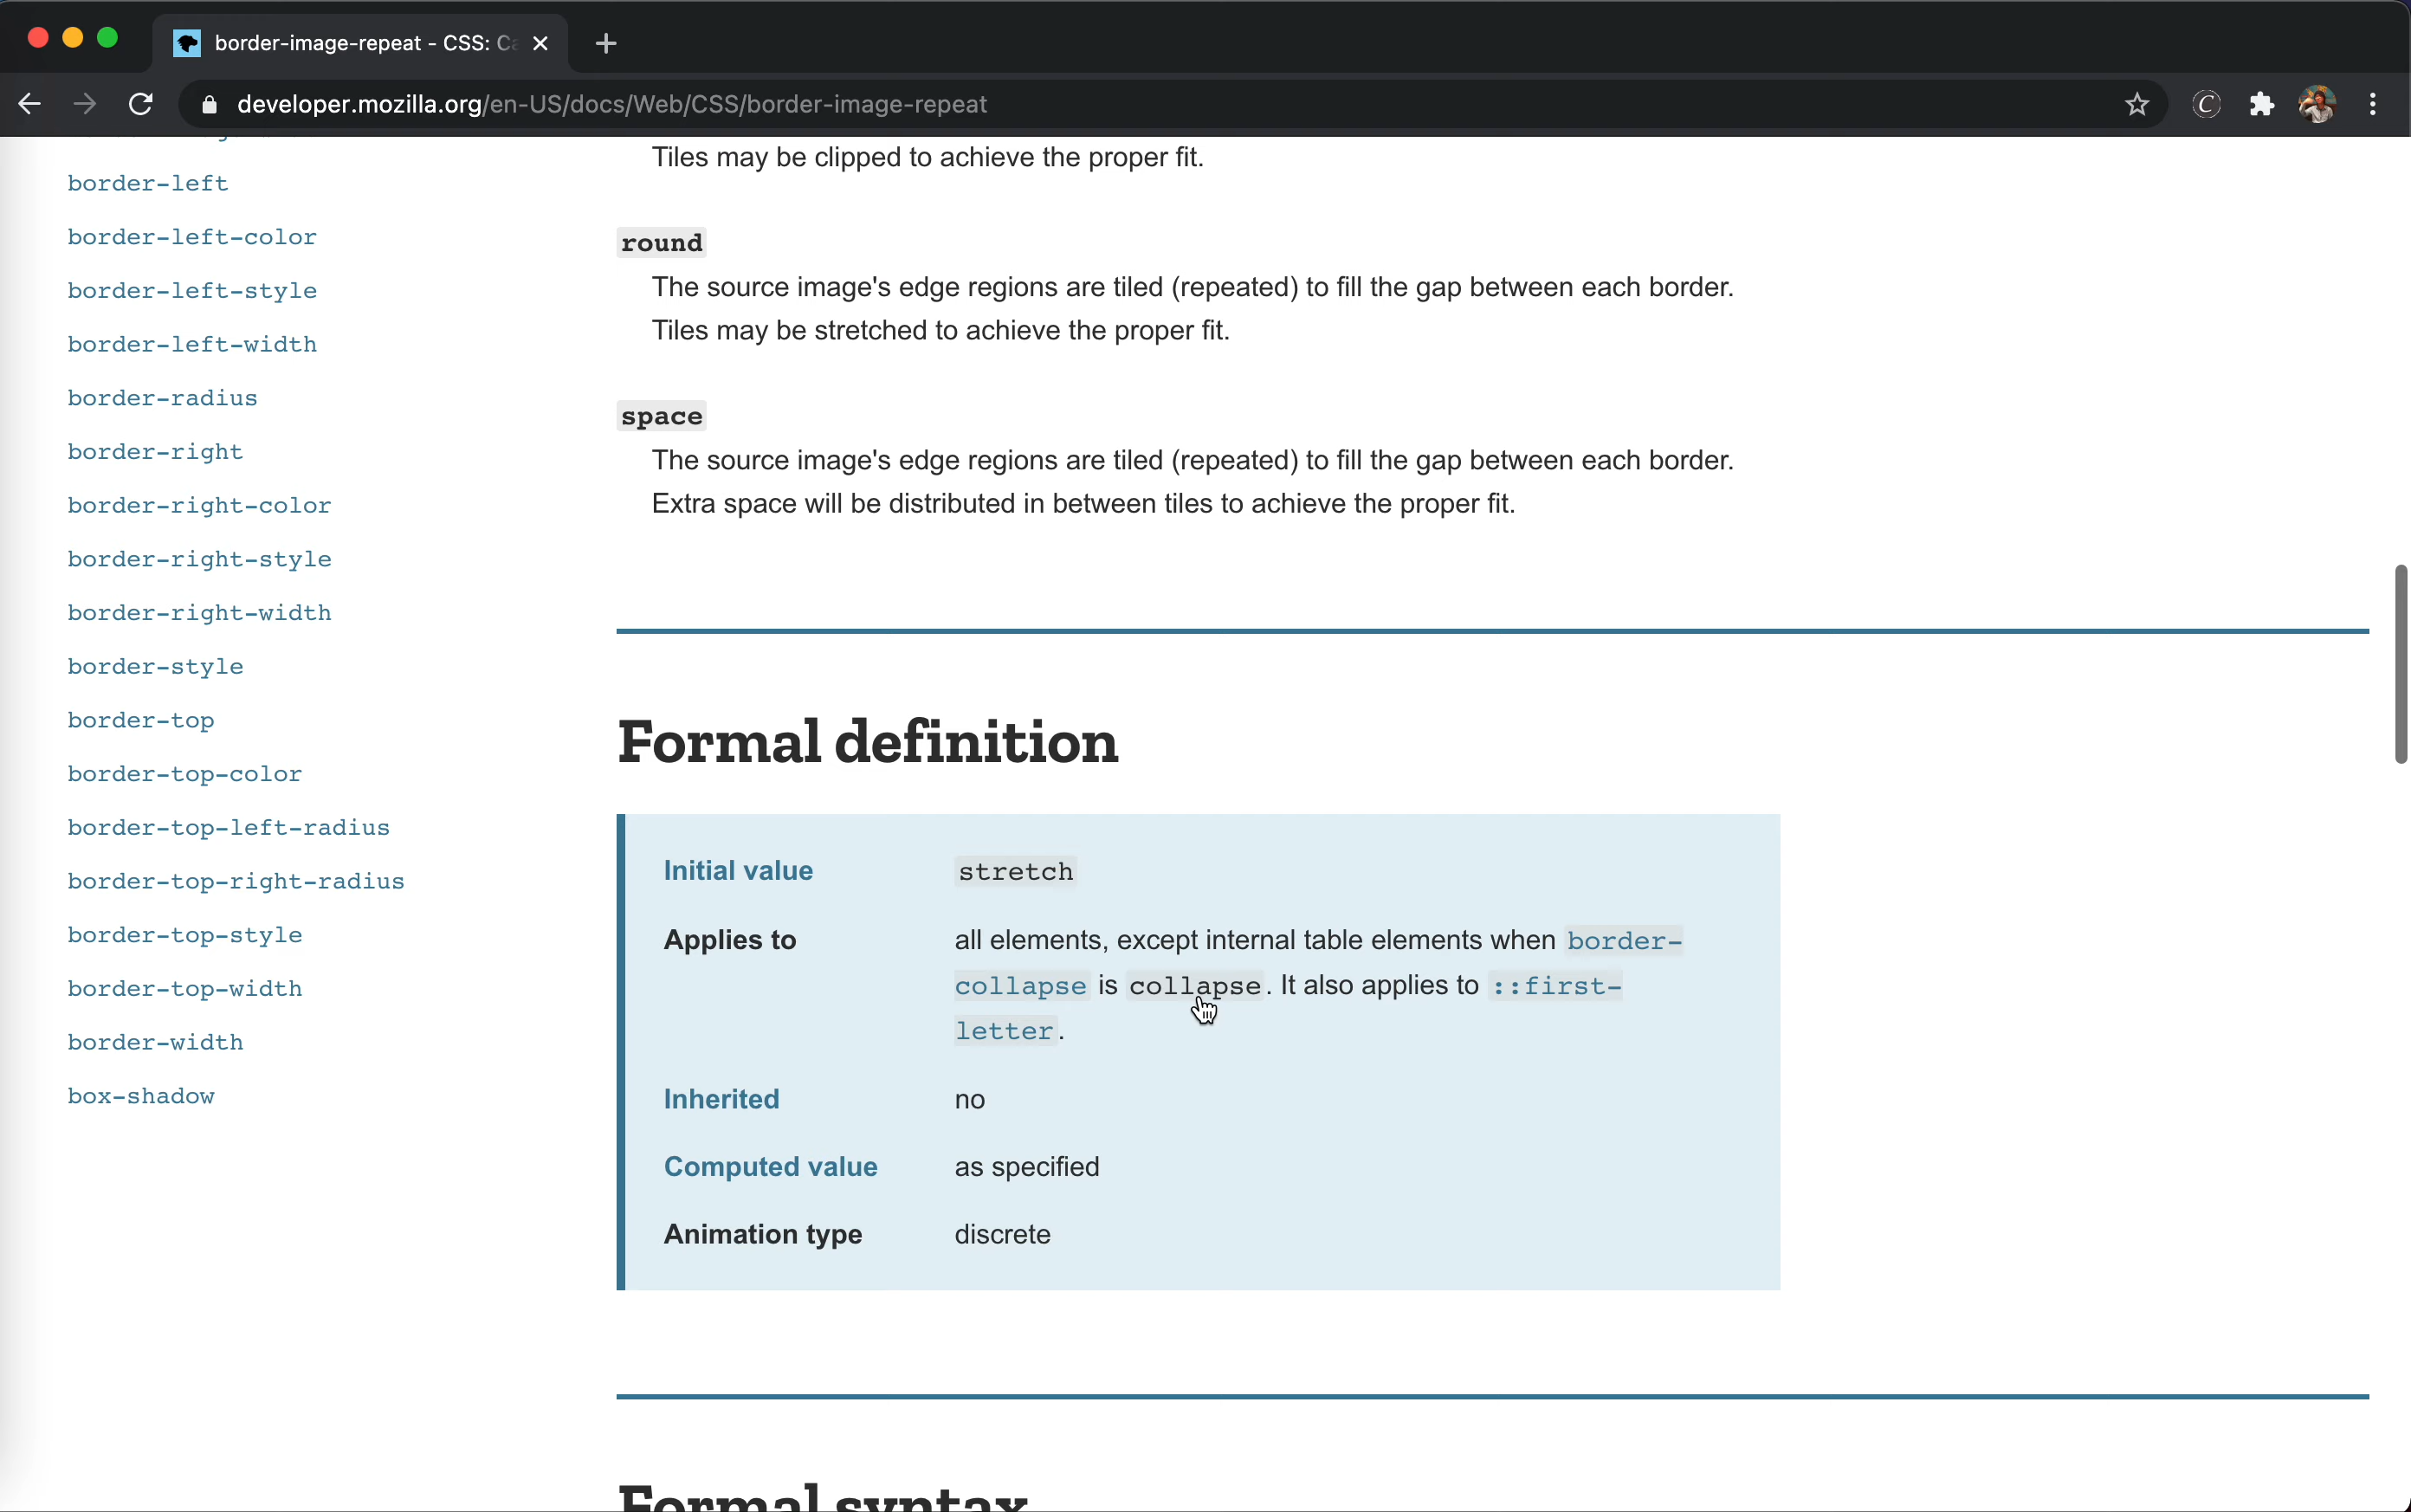 border-image-repeat - CSS: Ca
developer.mozilla.org/en-US/docs/Web/CSS/border-image-repeat
C
border-left
border-left-color
border-left-style
border-left-width
border-radius
border-right
border-right-color
border-right-style
border-right-width
border-style
border-top
border-top-color
border-top-left-radius
border-top-right-radius
border-top-style
border-top-width
border-width
box-shadow
Tiles may be clipped to achieve the proper fit.
round
The source image's edge regions are tiled (repeated) to fill the gap between each border.
Tiles may be stretched to achieve the proper fit.
space
The source image's edge regions are tiled (repeated) to fill the gap between each border.
Extra space will be distributed in between tiles to achieve the proper fit.
Formal definition
Initial value stretch
Applies to all elements, except internal table elements when border-
collapse is collapse. It also applies to ::first-
letter.
Inherited no
Computed value as specified
Animation type discrete
Formal syntax